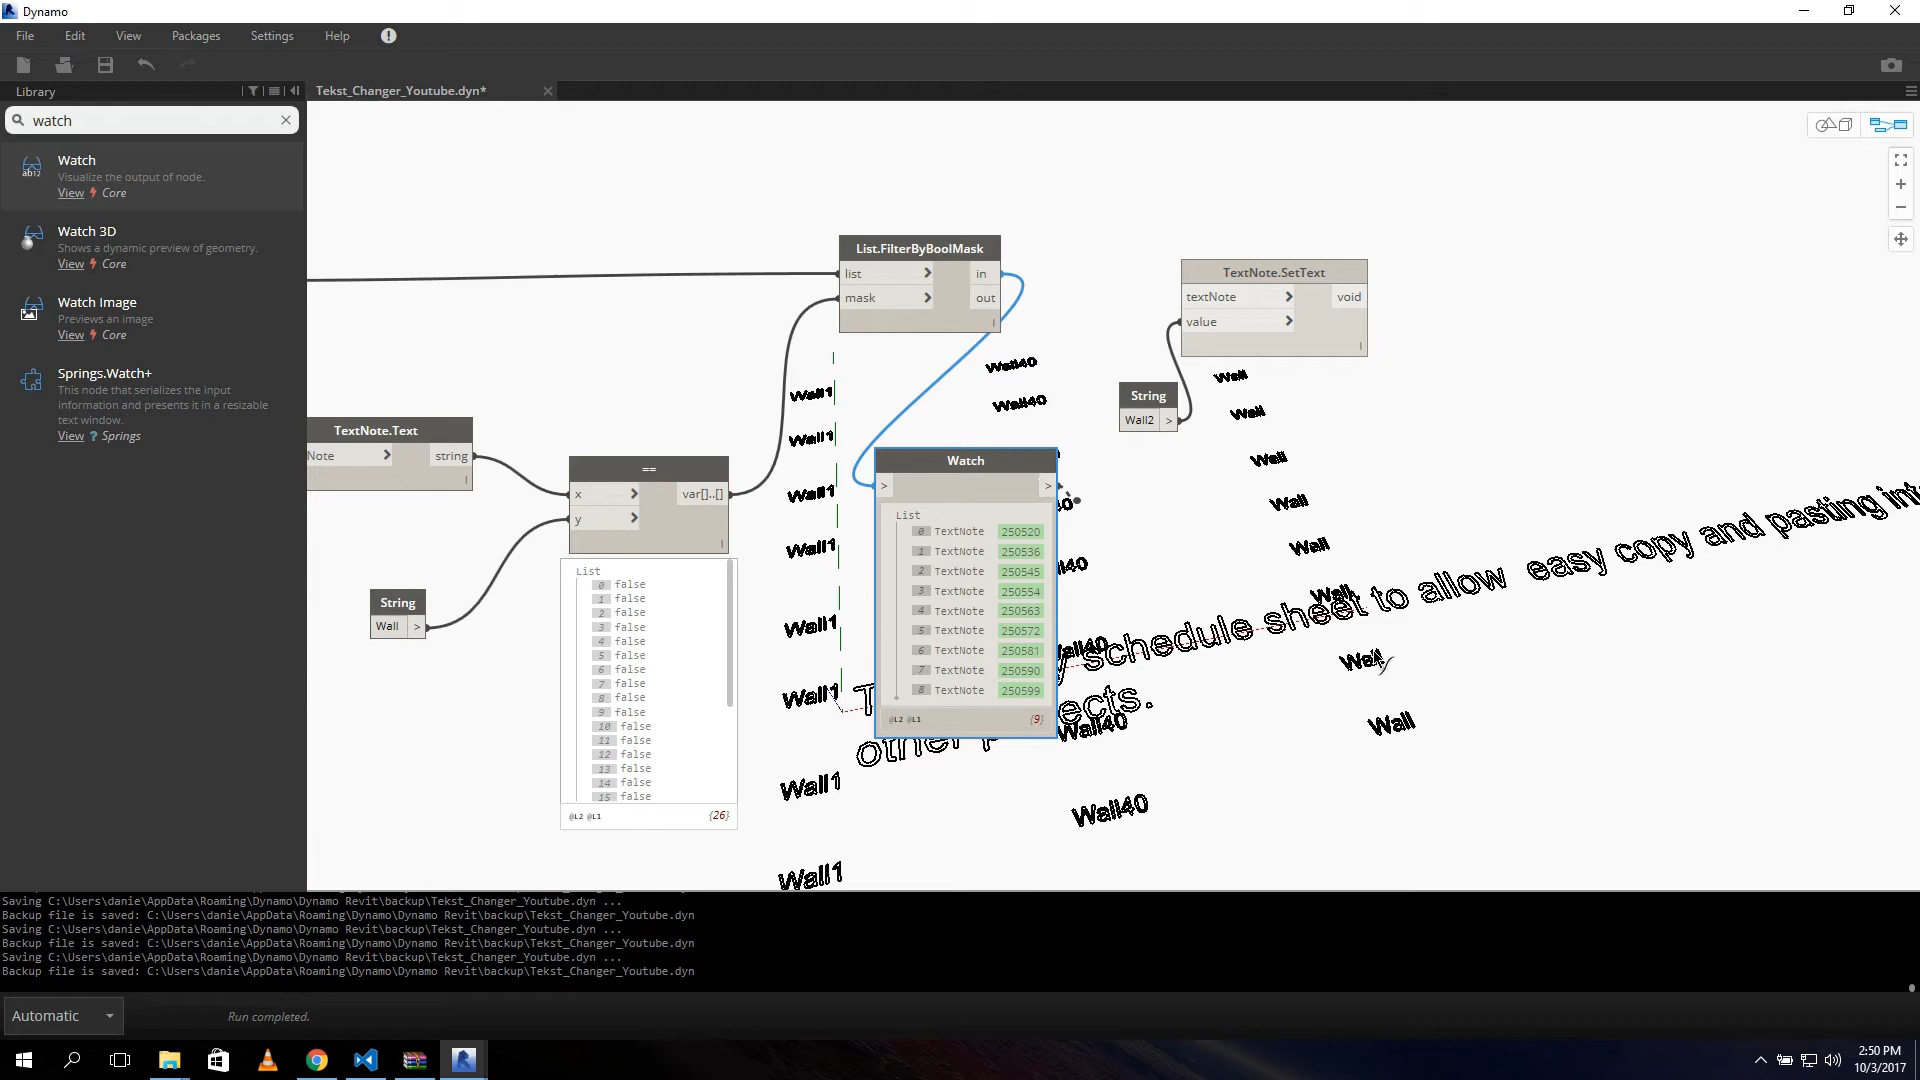 Dynamo
File Edit View Packages Settings Help
Library
Tekst_Changer_Youtube.dyn*
watch
Watch
Visualize the output of node.
View Core
Watch 3D
Shows a dynamic preview of geometry.
View Core
Watch Image
Previews an image
View Core
Springs.Watch+
This node that serializes the input
information and presents it in a resizable
text window.
View ? Springs
List.FilterByBoolMask
list > in
mask > out
TextNote.SetText
textNote > void
value >
String
Wall2 >
TextNote.Text
Note > string
==
x > var[]..[]
y >
String
Wall >
List
0 false
1 false
2 false
3 false
4 false
5 false
6 false
7 false
8 false
9 false
10 false
11 false
12 false
13 false
14 false
15 false
@L2 @L1 {26}
Watch
> >
List
0 TextNote 250520
1 TextNote 250536
2 TextNote 250545
3 TextNote 250554
4 TextNote 250563
5 TextNote 250572
6 TextNote 250581
7 TextNote 250590
8 TextNote 250599
@L2 @L1 {9}
Wall1
Wall1
Wall1
Wall1
Wall1
Wall1
Wall1
Wall1
Wall40
Wall40
Wall40
Wall40
Wall
Wall
Wall
Wall
Wall
Wall
Wall
Wall
schedule sheet to allow easy copy and pasting
other
Saving C:\Users\danie\AppData\Roaming\Dynamo\Dynamo Revit\backup\Tekst_Changer_Youtube.dyn ...
Backup file is saved: C:\Users\danie\AppData\Roaming\Dynamo\Dynamo Revit\backup\Tekst_Changer_Youtube.dyn
Saving C:\Users\danie\AppData\Roaming\Dynamo\Dynamo Revit\backup\Tekst_Changer_Youtube.dyn ...
Backup file is saved: C:\Users\danie\AppData\Roaming\Dynamo\Dynamo Revit\backup\Tekst_Changer_Youtube.dyn
Saving C:\Users\danie\AppData\Roaming\Dynamo\Dynamo Revit\backup\Tekst_Changer_Youtube.dyn ...
Backup file is saved: C:\Users\danie\AppData\Roaming\Dynamo\Dynamo Revit\backup\Tekst_Changer_Youtube.dyn
Automatic
Run completed.
2:50 PM
10/3/2017